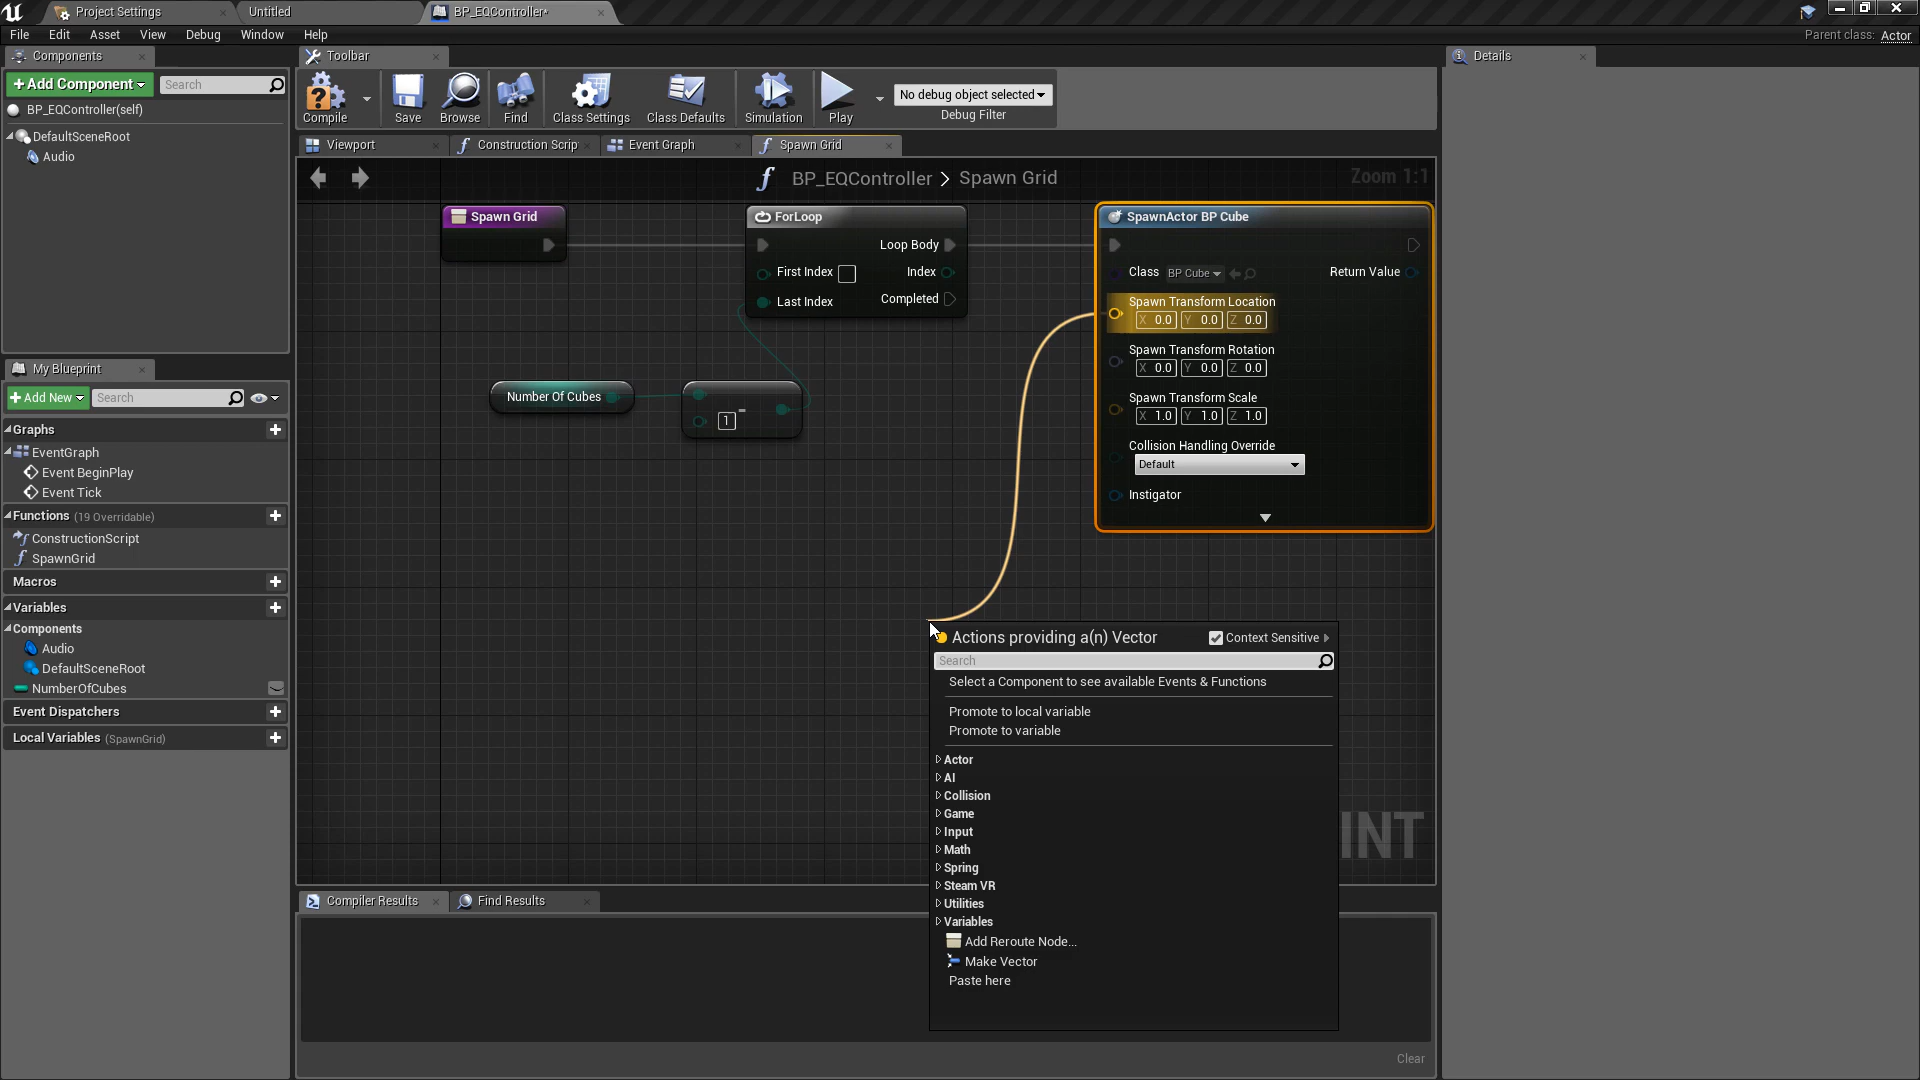 Project Settings
Untitled
BP_EQController*
File Edit Asset View Debug Window Help
Parent class: Actor
Components
+Add Component
Search
BP_EQController(self)
DefaultSceneRoot
Audio
My Blueprint
+Add New
Search
Graphs
EventGraph
Event BeginPlay
Event Tick
Functions (19 Overridable)
ConstructionScript
SpawnGrid
Macros
Variables
Components
Audio
DefaultSceneRoot
NumberOfCubes
Event Dispatchers
Local Variables (SpawnGrid)
Toolbar
Compile
Save
Browse
Find
Class Settings
Class Defaults
Simulation
Play
No debug object selected
Debug Filter
Viewport
Construction Scrip
Event Graph
Spawn Grid
BP_EQController > Spawn Grid
Zoom 1:1
Spawn Grid
ForLoop
Loop Body
First Index
Index
Last Index
Completed
Number Of Cubes
-
1
SpawnActor BP Cube
Class BP Cube
Return Value
Spawn Transform Location
X 0.0 Y 0.0 Z 0.0
Spawn Transform Rotation
X 0.0 Y 0.0 Z 0.0
Spawn Transform Scale
X 1.0 Y 1.0 Z 1.0
Collision Handling Override
Default
Instigator
Actions providing a(n) Vector
Context Sensitive
Search
Select a Component to see available Events & Functions
Promote to local variable
Promote to variable
Actor
AI
Collision
Game
Input
Math
Spring
Steam VR
Utilities
Variables
Add Reroute Node...
Make Vector
Paste here
INT
Compiler Results
Find Results
Clear
Details